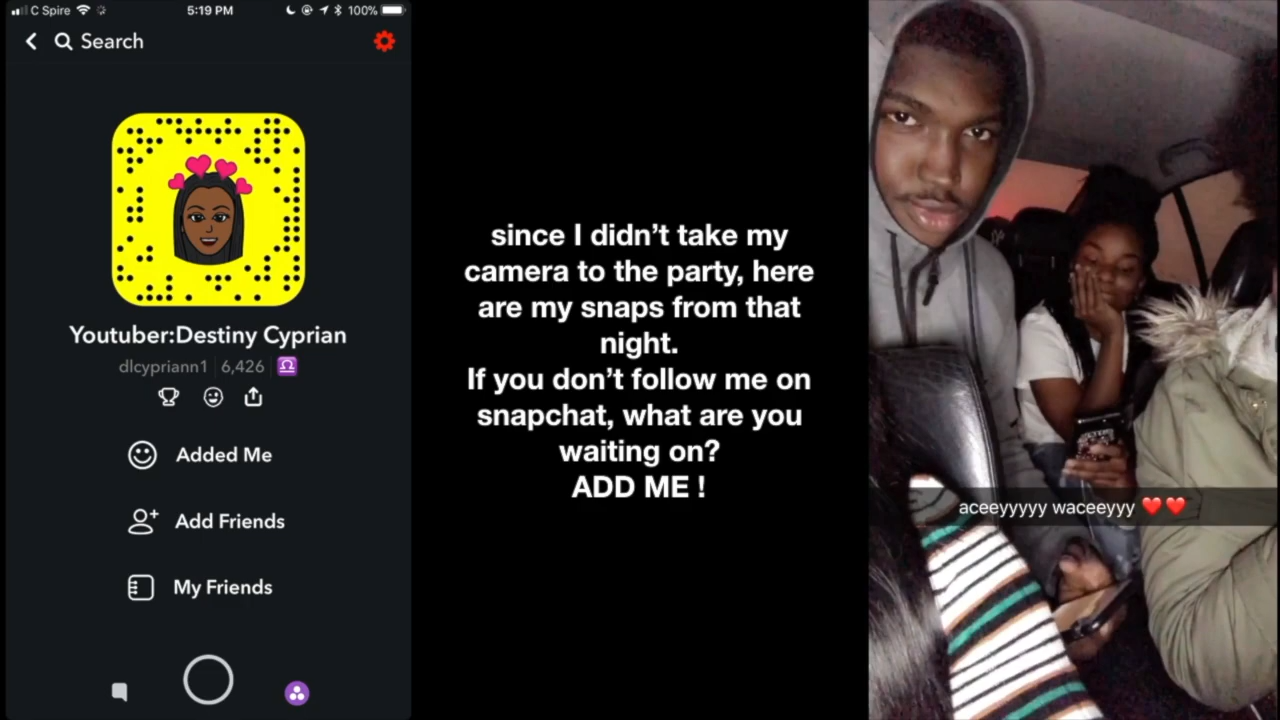 C Spire 5:19 PM 100%
Search
Youtuber:Destiny Cyprian
dlcypriann1 6,426 ♎
Added Me
Add Friends
My Friends
since I didn’t take my
camera to the party, here
are my snaps from that
night.
If you don’t follow me on
snapchat, what are you
waiting on?
ADD ME !
aceeyyyyy waceeyyy ❤️❤️